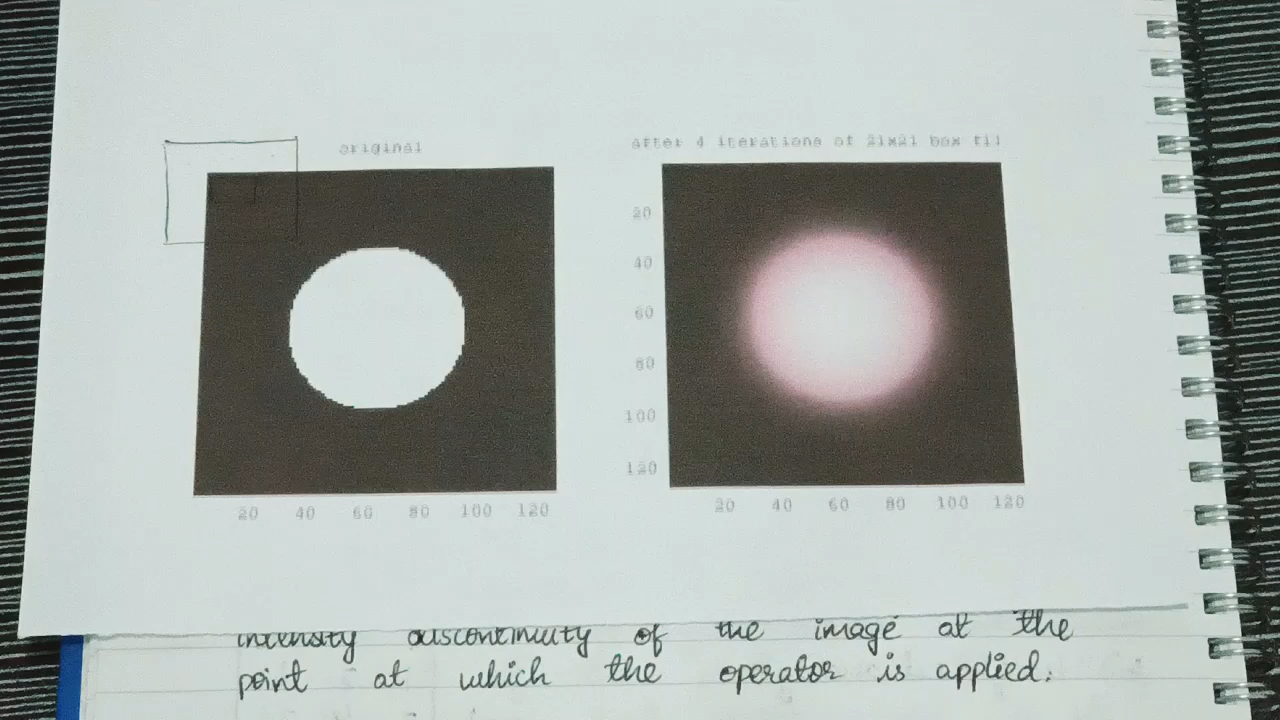 original
after 4 iterations of 21x21 box fil
20
40
60
80
100
120
20 40 60 80 100 120
20 40 60 80 100 120
intensity discontinuity of the image at the
point at which the operator is applied.